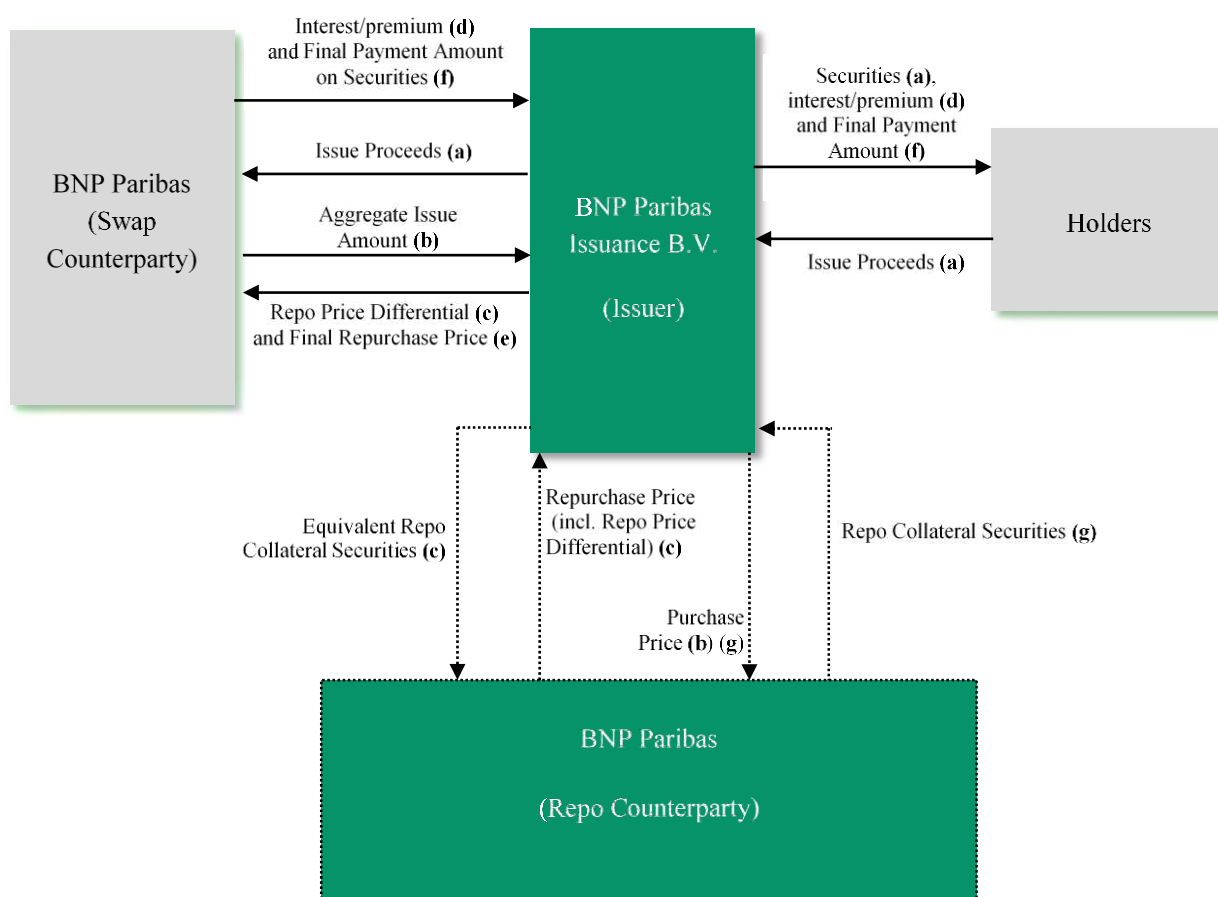 Interest/premium (d)
and Final Payment Amount
on Securities (f)
Issue Proceeds (a)
Aggregate Issue
Amount (b)
Repo Price Differential (c)
and Final Repurchase Price (e)
BNP Paribas
(Swap
Counterparty)
BNP Paribas
Issuance B.V.
(Issuer)
Securities (a),
interest/premium (d)
and Final Payment
Amount (f)
Issue Proceeds (a)
Holders
Equivalent Repo
Collateral Securities (c)
Repurchase Price
(incl. Repo Price
Differential) (c)
Purchase
Price (b) (g)
Repo Collateral Securities (g)
BNP Paribas
(Repo Counterparty)